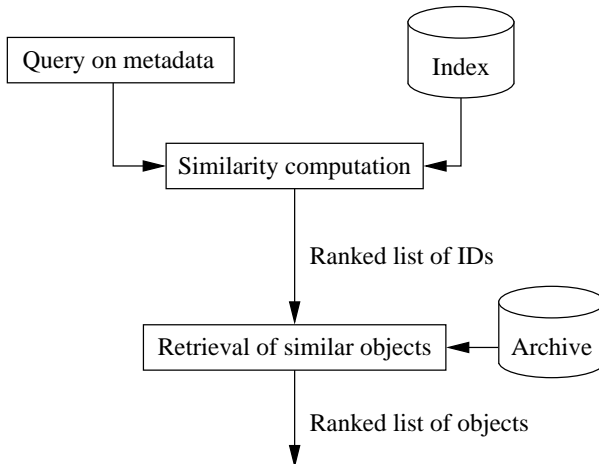 Query on metadata
Index
Similarity computation
Ranked list of IDs
Retrieval of similar objects
Archive
Ranked list of objects